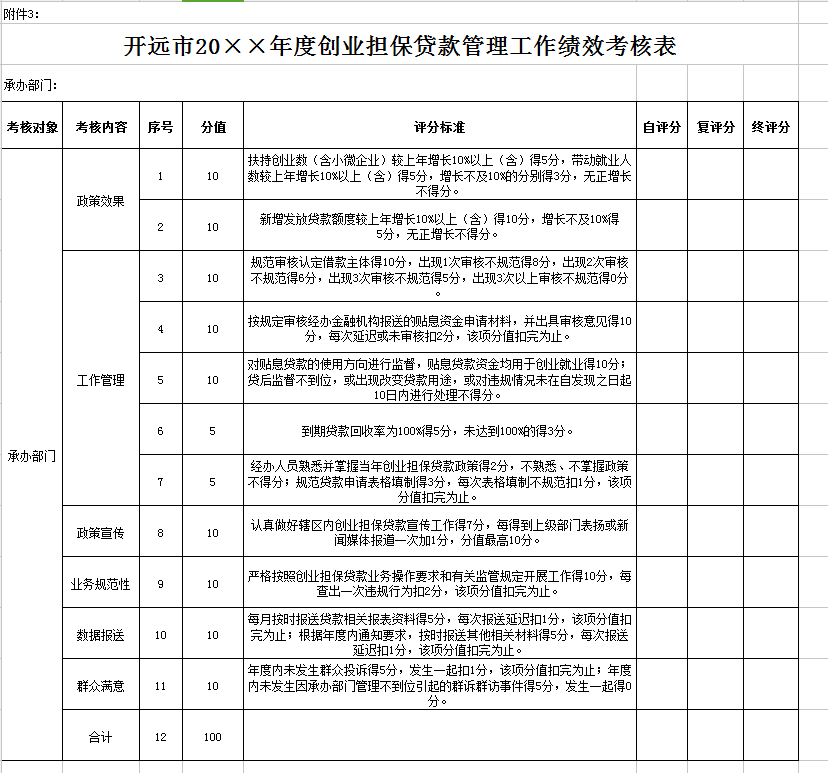 附件3：
开远市20××年度创业担保贷款管理工作绩效考核表
承办部门：
考核对象 考核内容 序号 分值 评分标准 自评分 复评分 终评分
承办部门
政策效果
1 10
扶持创业数（含小微企业）较上年增长10%以上（含）得5分，带动就业人
数较上年增长10%以上（含）得5分，增长不及10%的分别得3分，无正增长
不得分。
2 10
新增发放贷款额度较上年增长10%以上（含）得10分，增长不及10%得
5分，无正增长不得分。
工作管理
3 10
规范审核认定借款主体得10分，出现1次审核不规范得8分，出现2次审核
不规范得6分，出现3次审核不规范得5分，出现3次以上审核不规范得0分
。
4 10
按规定审核经办金融机构报送的贴息资金申请材料，并出具审核意见得10
分，每次延迟或未审核扣2分，该项分值扣完为止。
5 10
对贴息贷款的使用方向进行监督，贴息贷款资金均用于创业就业得10分；
贷后监督不到位，或出现改变贷款用途，或对违规情况未在自发现之日起
10日内进行处理不得分。
6 5
到期贷款回收率为100%得5分，未达到100%的得3分。
7 5
经办人员熟悉并掌握当年创业担保贷款政策得2分，不熟悉、不掌握政策
不得分；规范贷款申请表格填制得3分，每次表格填制不规范扣1分，该项
分值扣完为止。
政策宣传
8 10
认真做好辖区内创业担保贷款宣传工作得7分，每得到上级部门表扬或新
闻媒体报道一次加1分，分值最高10分。
业务规范性
9 10
严格按照创业担保贷款业务操作要求和有关监管规定开展工作得10分，每
查出一次违规行为扣2分，该项分值扣完为止。
数据报送
10 10
每月按时报送贷款相关报表资料得5分，每次报送延迟扣1分，该项分值扣
完为止；根据年度内通知要求，按时报送其他相关材料得5分，每次报送
延迟扣1分，该项分值扣完为止。
群众满意
11 10
年度内未发生群众投诉得5分，发生一起扣1分，该项分值扣完为止；年度
内未发生因承办部门管理不到位引起的群诉群访事件得5分，发生一起得0
分。
合计 12 100